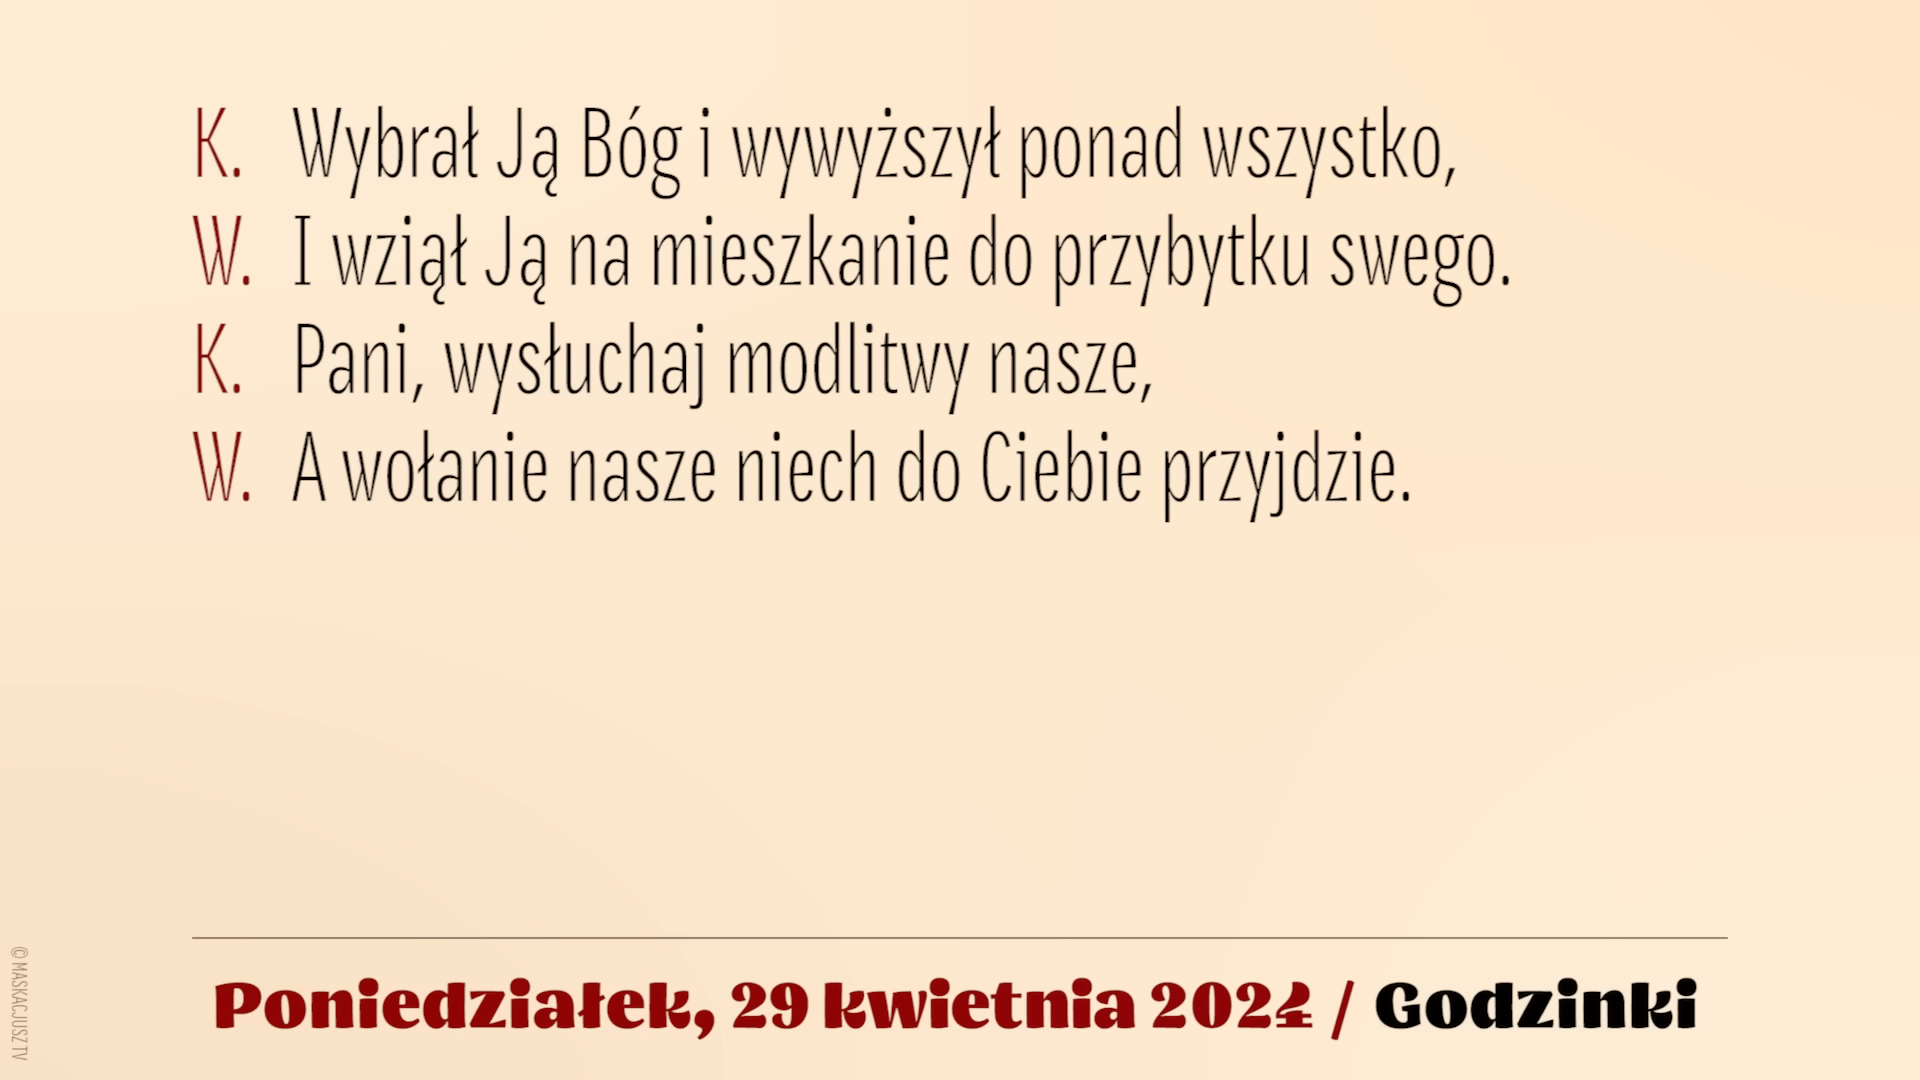 K. Wybrał Ją Bóg i wywyższył ponad wszystko,
W. I wziął Ją na mieszkanie do przybytku swego.
K. Pani, wysłuchaj modlitwy nasze,
W. A wołanie nasze niech do Ciebie przyjdzie.
Poniedziałek, 29 kwietnia 2024 / Godzinki
© MASKACJUSZ TV